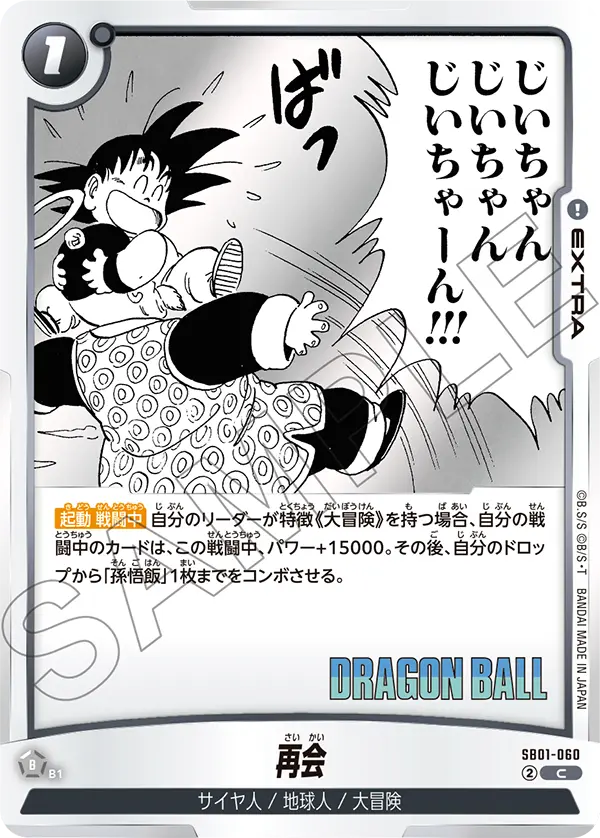 1
じいちゃん
じいちゃん
じいちゃーん!!!
ばっ
! EXTRA
起動 戦闘中 自分のリーダーが特徴《大冒険》を持つ場合、自分の戦
闘中のカードは、この戦闘中、パワー+15000。その後、自分のドロッ
プから「孫悟飯」1枚までをコンボさせる。
©B.S/S ©B/S・T BANDAI MADE IN JAPAN
DRAGON BALL
SAMPLE
さい かい
再会
SB01-060
B B1
② C
サイヤ人 / 地球人 / 大冒険